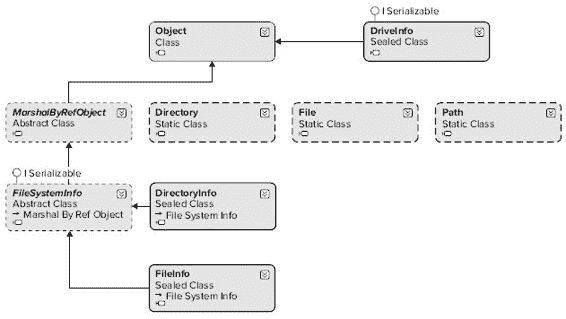 I Serializable
Object
Class
DriveInfo
Sealed Class
MarshalByRefObject
Abstract Class
Directory
Static Class
File
Static Class
Path
Static Class
I Serializable
FileSystemInfo
Abstract Class
→ Marshal By Ref Object
DirectoryInfo
Sealed Class
→ File System Info
FileInfo
Sealed Class
→ File System Info